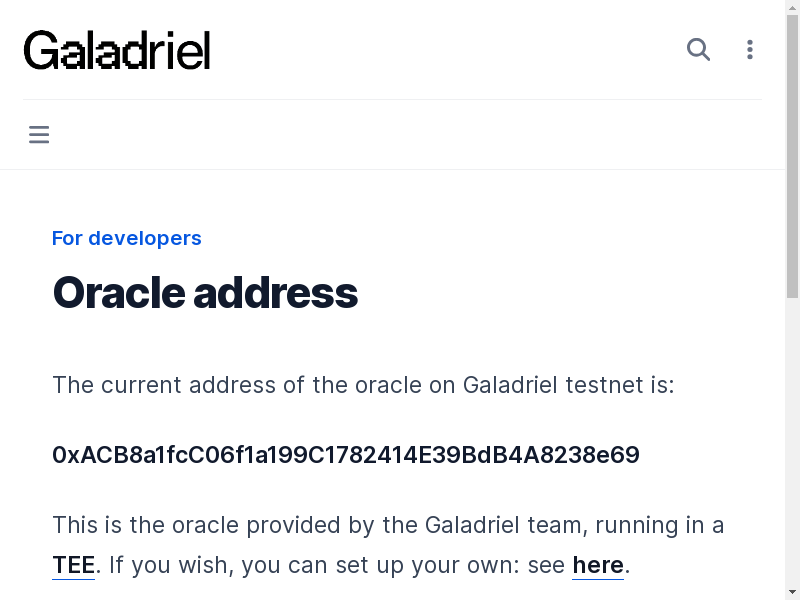 Galadriel
For developers
Oracle address
The current address of the oracle on Galadriel testnet is:
0xACB8a1fcC06f1a199C1782414E39BdB4A8238e69
This is the oracle provided by the Galadriel team, running in a
TEE. If you wish, you can set up your own: see here.